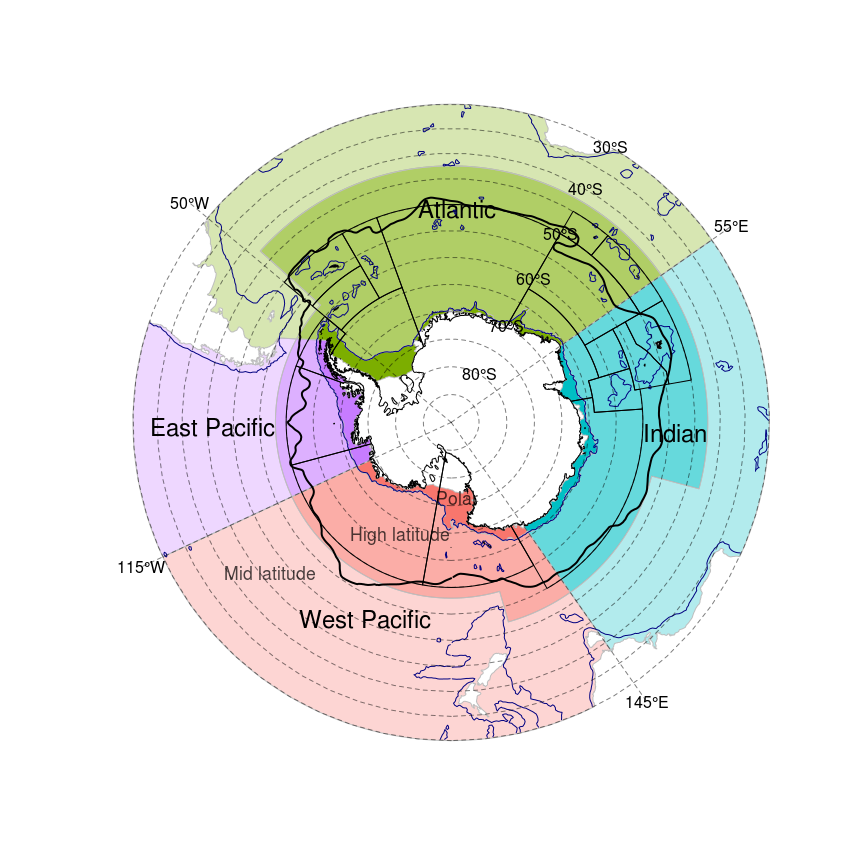 30°S
40°S
50°W
Atlantic
55°E
50°S
60°S
70°S
80°S
East Pacific
Indian
Polar
High latitude
115°W
Mid latitude
West Pacific
145°E